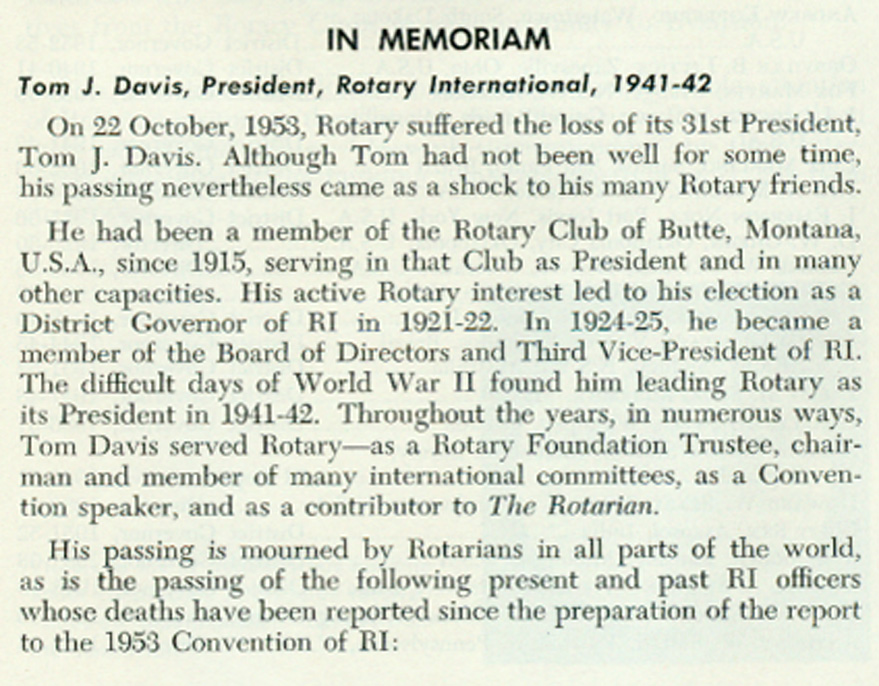 IN MEMORIAM
Tom J. Davis, President, Rotary International, 1941-42
On 22 October, 1953, Rotary suffered the loss of its 31st President,
Tom J. Davis. Although Tom had not been well for some time,
his passing nevertheless came as a shock to his many Rotary friends.
He had been a member of the Rotary Club of Butte, Montana,
U.S.A., since 1915, serving in that Club as President and in many
other capacities. His active Rotary interest led to his election as a
District Governor of RI in 1921-22. In 1924-25, he became a
member of the Board of Directors and Third Vice-President of RI.
The difficult days of World War II found him leading Rotary as
its President in 1941-42. Throughout the years, in numerous ways,
Tom Davis served Rotary—as a Rotary Foundation Trustee, chair-
man and member of many international committees, as a Conven-
tion speaker, and as a contributor to The Rotarian.
His passing is mourned by Rotarians in all parts of the world,
as is the passing of the following present and past RI officers
whose deaths have been reported since the preparation of the report
to the 1953 Convention of RI: